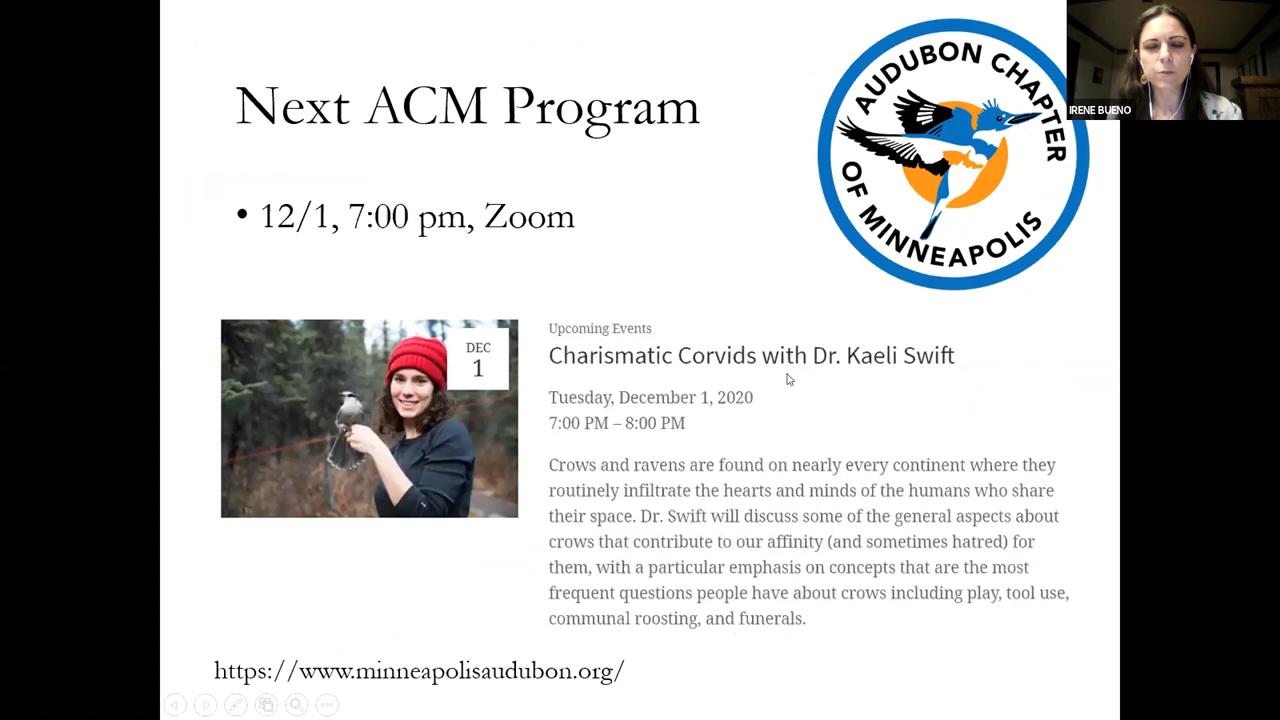 Next ACM Program
AUDUBON CHAPTER
OF MINNEAPOLIS
IRENE BUENO
• 12/1, 7:00 pm, Zoom
DEC
1
Upcoming Events
Charismatic Corvids with Dr. Kaeli Swift
Tuesday, December 1, 2020
7:00 PM – 8:00 PM
Crows and ravens are found on nearly every continent where they
routinely infiltrate the hearts and minds of the humans who share
their space. Dr. Swift will discuss some of the general aspects about
crows that contribute to our affinity (and sometimes hatred) for
them, with a particular emphasis on concepts that are the most
frequent questions people have about crows including play, tool use,
communal roosting, and funerals.
https://www.minneapolisaudubon.org/